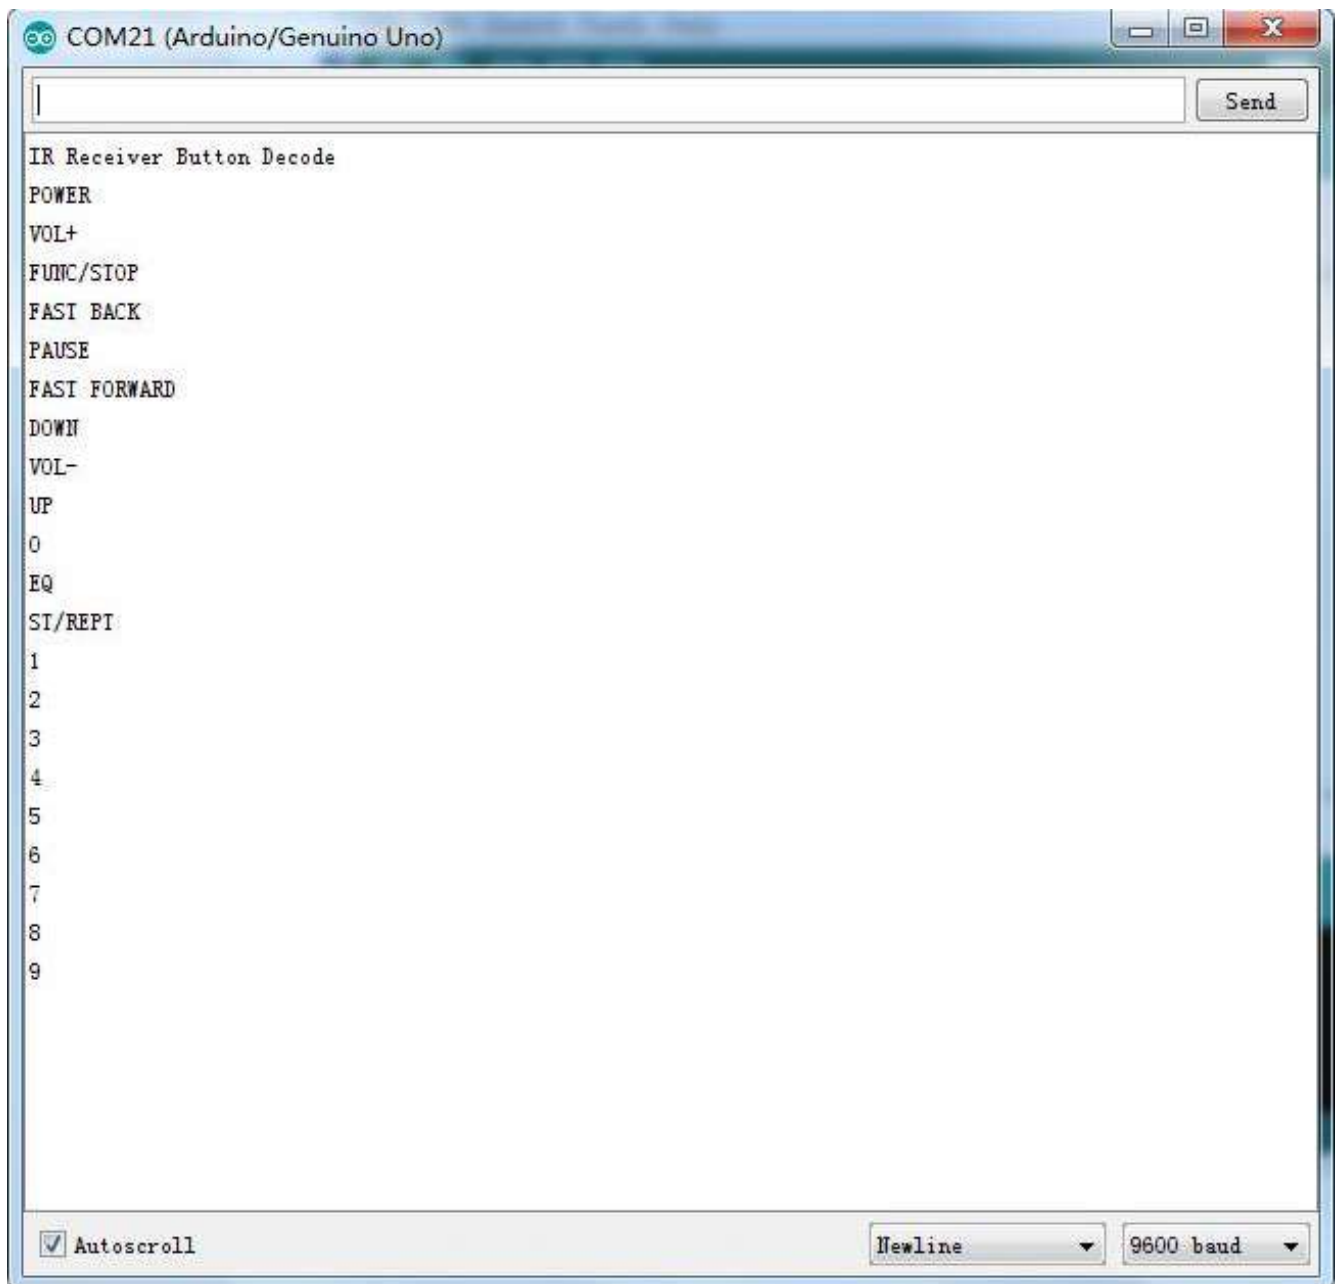 COM21 (Arduino/Genuino Uno)
Send
IR Receiver Button Decode
POWER
VOL+
FUNC/STOP
FAST BACK
PAUSE
FAST FORWARD
DOWN
VOL-
UP
0
EQ
ST/REPT
1
2
3
4
5
6
7
8
9
Autoscroll
Newline
9600 baud